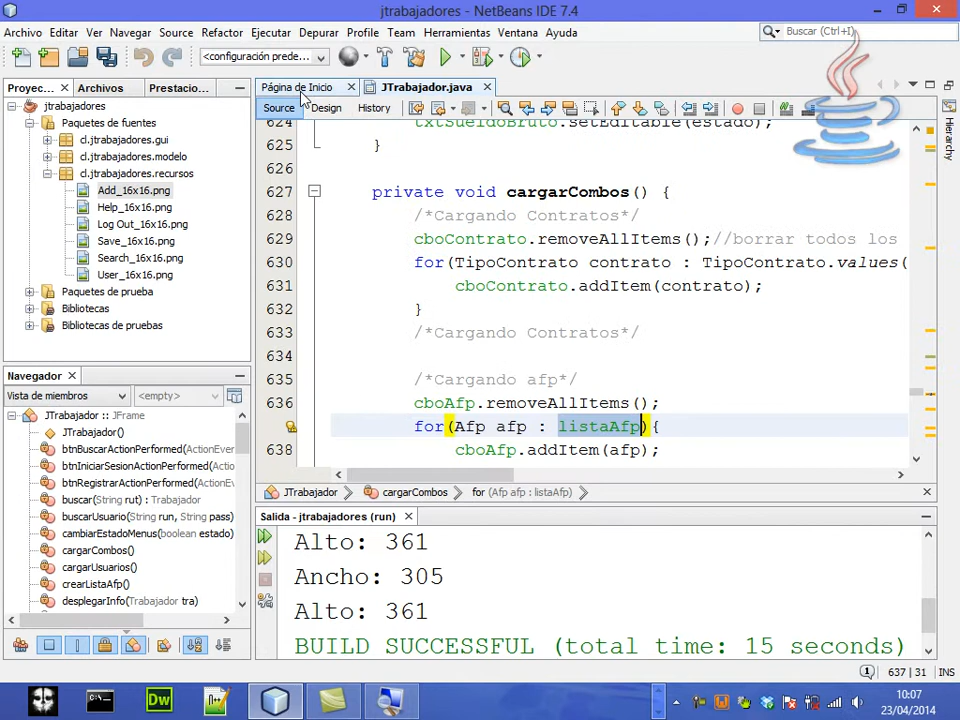 jtrabajadores - NetBeans IDE 7.4
Archivo Editar Ver Navegar Source Refactor Ejecutar Depurar Profile Team Herramientas Ventana Ayuda
Buscar (Ctrl+I)
<configuración prede...
Proyec... Archivos Prestacio...
Página de Inicio JTrabajador.java
Source Design History
jtrabajadores
Paquetes de fuentes
cl.jtrabajadores.gui
cl.jtrabajadores.modelo
cl.jtrabajadores.recursos
Add_16x16.png
Help_16x16.png
Log Out_16x16.png
Save_16x16.png
Search_16x16.png
User_16x16.png
Paquetes de prueba
Bibliotecas
Bibliotecas de pruebas
624 txtSueldoBruto.setEditable(estado);
625 }
626
627 private void cargarCombos() {
628 /*Cargando Contratos*/
629 cboContrato.removeAllItems();//borrar todos los
630 for(TipoContrato contrato : TipoContrato.values(
631 cboContrato.addItem(contrato);
632 }
633 /*Cargando Contratos*/
634
635 /*Cargando afp*/
636 cboAfp.removeAllItems();
for(Afp afp : listaAfp){
638 cboAfp.addItem(afp);
Hierarchy
JTrabajador cargarCombos for (Afp afp : listaAfp)
Navegador
Vista de miembros <empty>
JTrabajador :: JFrame
JTrabajador()
btnBuscarActionPerformed(ActionEver
btnIniciarSesionActionPerformed(Acti
btnRegistrarActionPerformed(ActionE
buscar(String rut) : Trabajador
buscarUsuario(String run, String pass)
cambiarEstadoMenus(boolean estado)
cargarCombos()
cargarUsuarios()
crearListaAfp()
desplegarInfo(Trabajador tra)
Salida - jtrabajadores (run)
Alto: 361
Ancho: 305
Alto: 361
BUILD SUCCESSFUL (total time: 15 seconds)
637 | 31 INS
Dw
10:07
23/04/2014